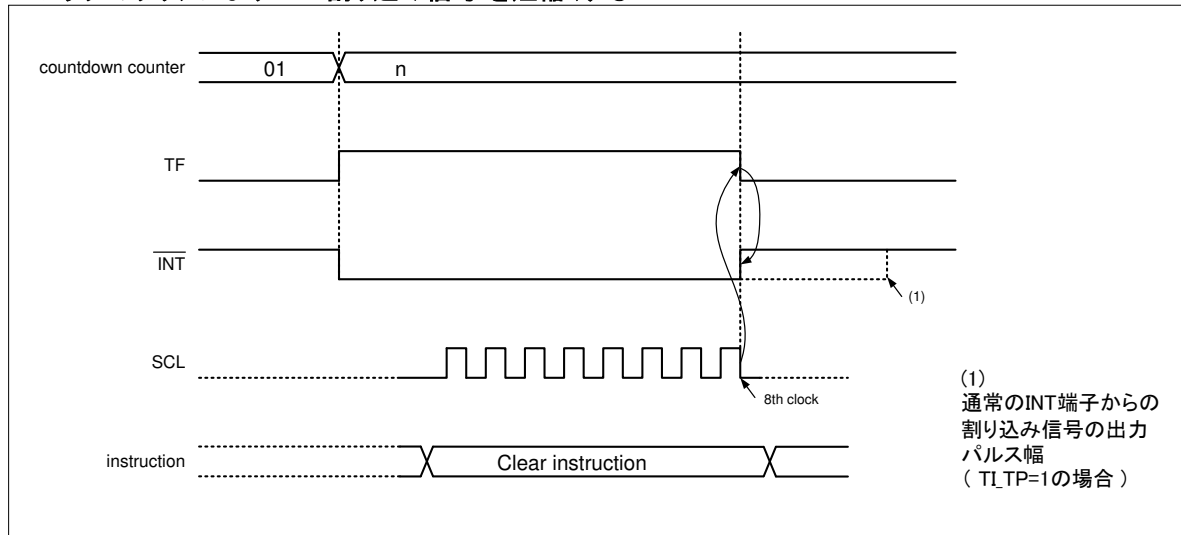 countdown counter
01
n
TF
INT
(1)
SCL
8th clock
instruction
Clear instruction
(1)
通常のINT端子からの
割り込み信号の出力
パルス幅
( TI_TP=1の場合 )